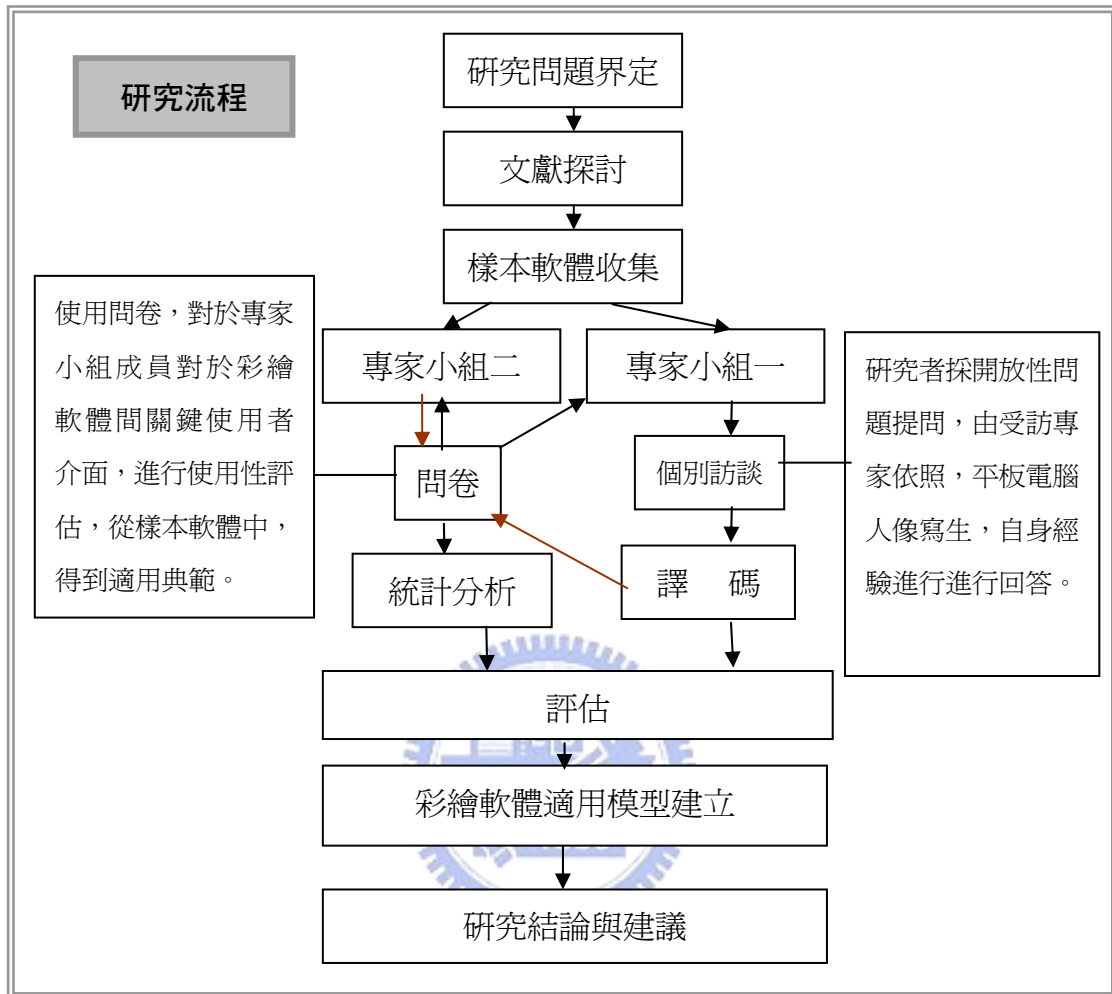 研究流程
研究問題界定
文獻探討
樣本軟體收集
專家小組二
專家小組一
使用問卷，對於專家
小組成員對於彩繪
軟體間關鍵使用者
介面，進行使用性評
估，從樣本軟體中，
得到適用典範。
問卷
個別訪談
研究者採開放性問
題提問，由受訪專
家依照，平板電腦
人像寫生，自身經
驗進行進行回答。
統計分析
譯 碼
評估
彩繪軟體適用模型建立
研究結論與建議